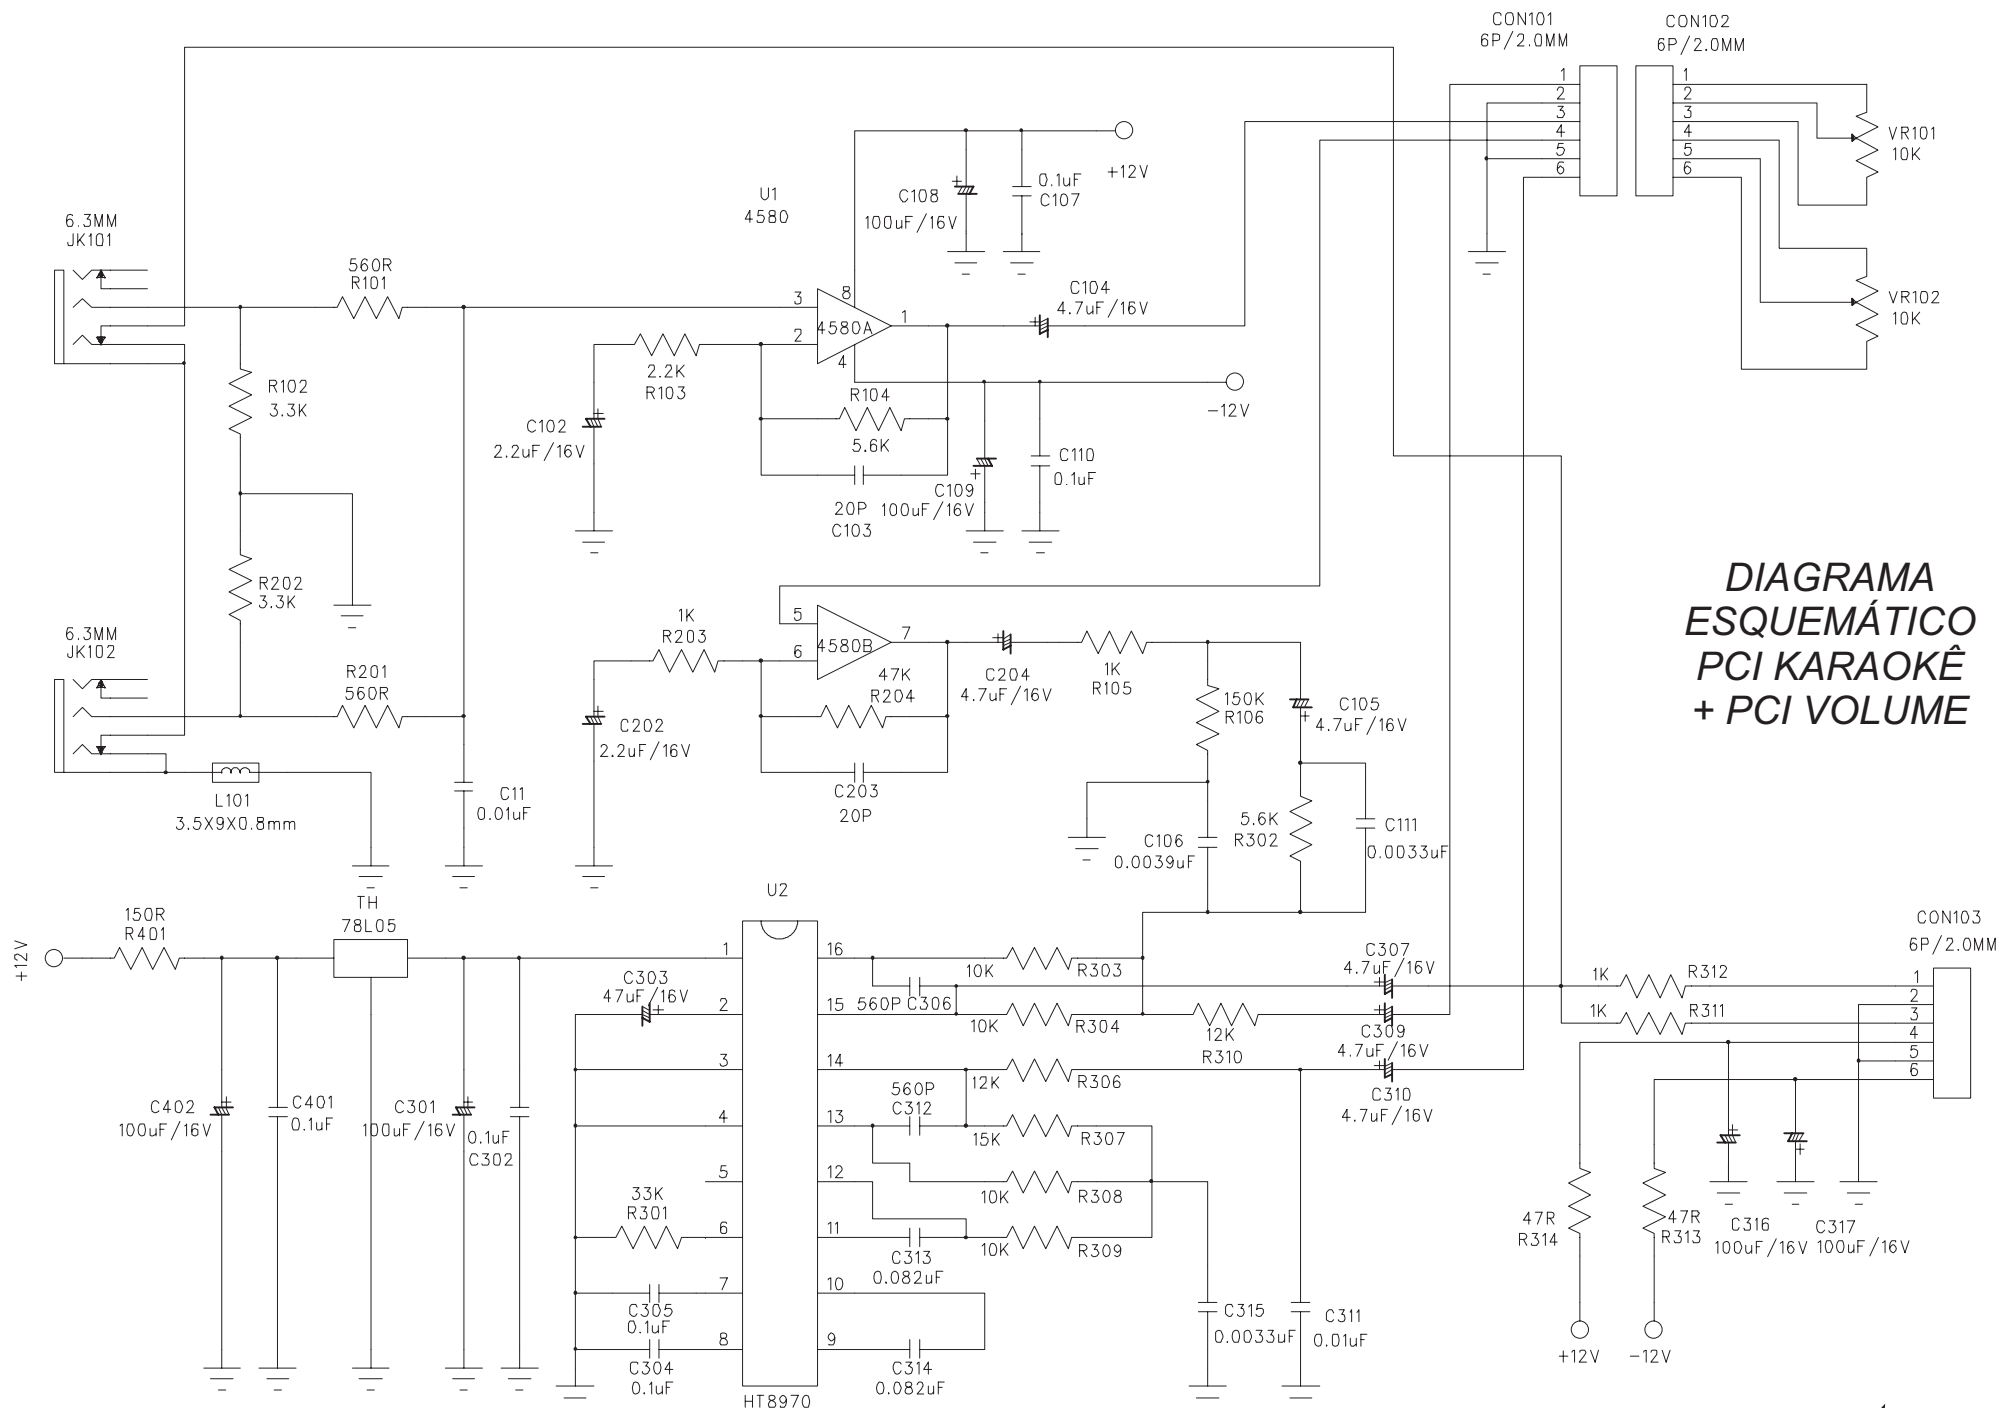 CON101
6P/2.0MM
CON102
6P/2.0MM
1
2
3
4
5
6
1
2
3
4
5
6
VR101
10K
VR102
10K
+12V
0.1uF
C107
C108
100uF/16V
U1
4580
6.3MM
JK101
560R
R101
3
2
8
4
1
4580A
C104
4.7uF/16V
2.2K
R103
R102
3.3K
R104
5.6K
-12V
C102
2.2uF/16V
C110
0.1uF
C109
100uF/16V
20P
C103
R202
3.3K
DIAGRAMA
ESQUEMÁTICO
PCI KARAOKÊ
+ PCI VOLUME
6.3MM
JK102
1K
R203
5
6
7
4580B
47K
R204
C204
4.7uF/16V
1K
R105
R201
560R
150K
R106
C105
4.7uF/16V
C202
2.2uF/16V
C203
20P
L101
3.5X9X0.8mm
C11
0.01uF
C106
0.0039uF
5.6K
R302
C111
0.0033uF
TH
78L05
U2
150R
R401
+12V
CON103
6P/2.0MM
1
2
3
4
5
6
7
8
16
15
14
13
12
11
10
9
HT8970
C303
47uF/16V
10K
R303
560P
C306
10K
R304
C307
4.7uF/16V
C309
4.7uF/16V
12K
R310
12K
R306
C310
4.7uF/16V
1K
R312
1K
R311
1
2
3
4
5
6
C402
100uF/16V
C401
0.1uF
C301
100uF/16V
0.1uF
C302
560P
C312
15K
R307
10K
R308
33K
R301
10K
R309
C313
0.082uF
47R
R314
47R
R313
C316
100uF/16V
C317
100uF/16V
C305
0.1uF
C304
0.1uF
C314
0.082uF
C315
0.0033uF
C311
0.01uF
+12V
-12V